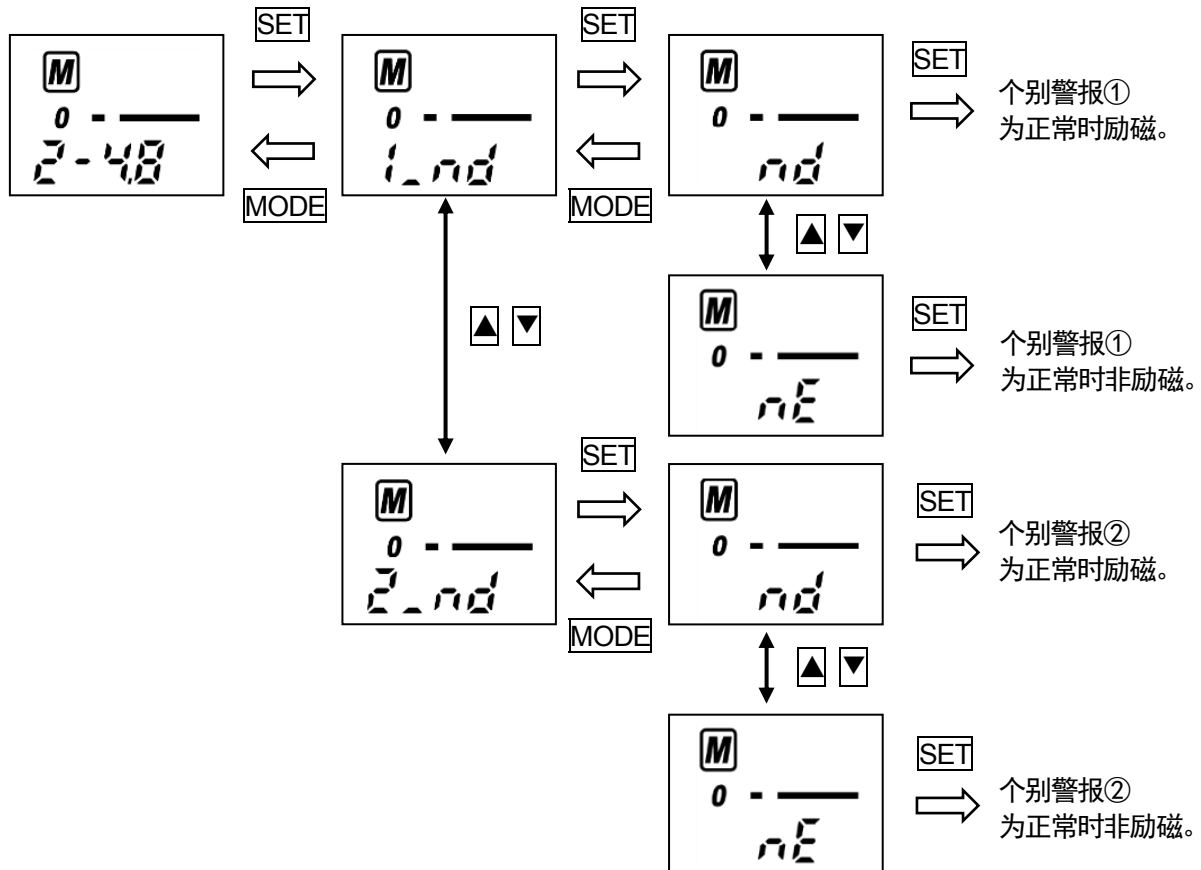 SET
SET
SET
M
M
M
0
0
0
2-4.8
1_nd
nd
个别警报①
为正常时励磁。
MODE
MODE
▲ ▼
M
0
nE
SET
个别警报①
为正常时非励磁。
▲ ▼
SET
M
0
2_nd
M
0
nd
SET
个别警报②
为正常时励磁。
MODE
▲ ▼
M
0
nE
SET
个别警报②
为正常时非励磁。